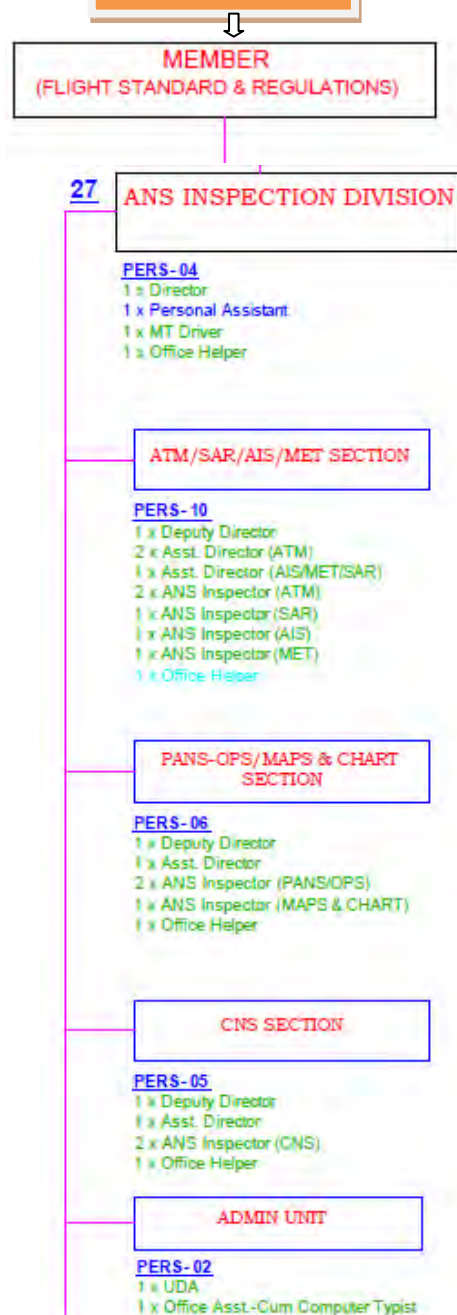 MEMBER
(FLIGHT STANDARD & REGULATIONS)
27
ANS INSPECTION DIVISION
PERS-04
1 x Director
1 x Personal Assistant
1 x MT Driver
1 x Office Helper
ATM/SAR/AIS/MET SECTION
PERS-10
1 x Deputy Director
2 x Asst. Director (ATM)
1 x Asst. Director (AIS/MET/SAR)
2 x ANS Inspector (ATM)
1 x ANS Inspector (SAR)
1 x ANS Inspector (AIS)
1 x ANS Inspector (MET)
1 x Office Helper
PANS-OPS/MAPS & CHART
SECTION
PERS-06
1 x Deputy Director
1 x Asst. Director
2 x ANS Inspector (PANS/OPS)
1 x ANS Inspector (MAPS & CHART)
1 x Office Helper
CNS SECTION
PERS-05
1 x Deputy Director
1 x Asst. Director
2 x ANS Inspector (CNS)
1 x Office Helper
ADMIN UNIT
PERS-02
1 x UDA
1 x Office Asst.-Cum Computer Typist